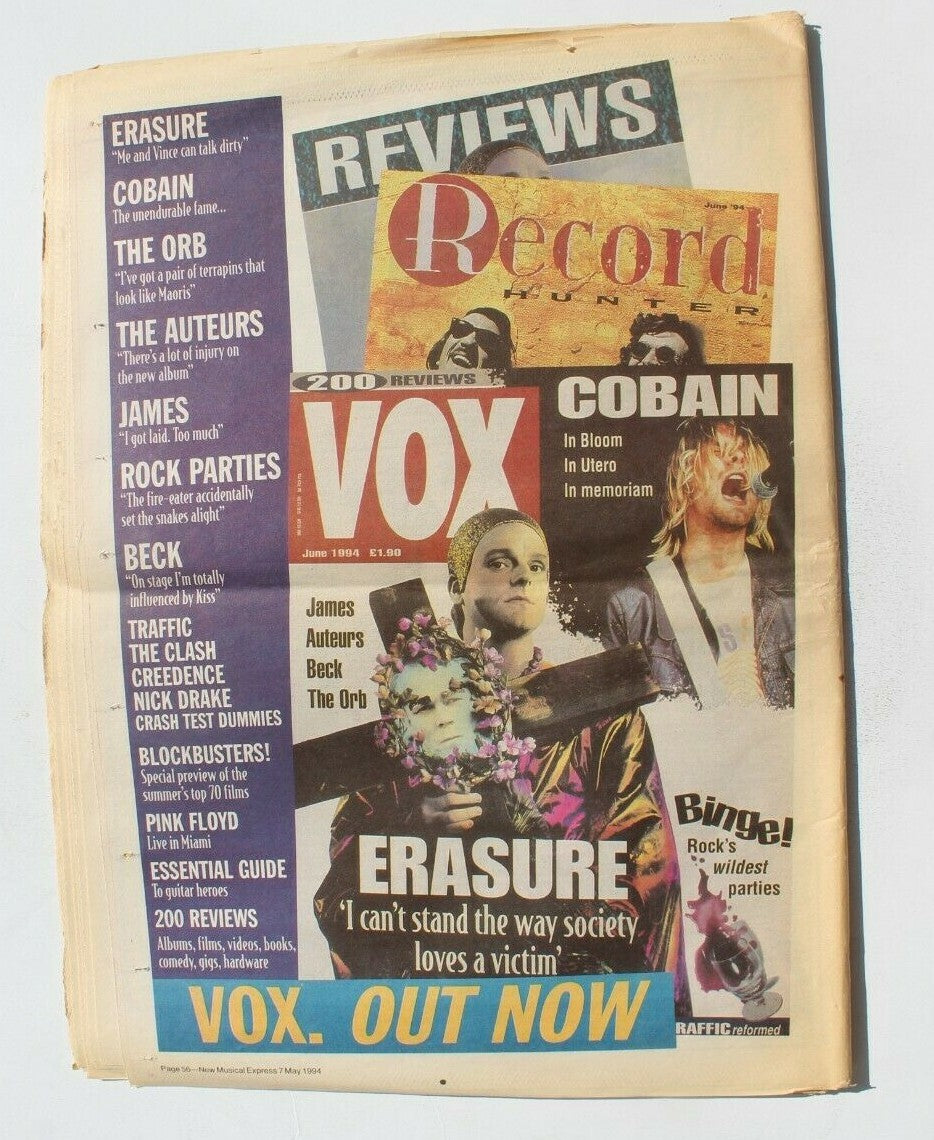 ERASURE
“Me and Vince can talk dirty”
COBAIN
The unendurable fame...
THE ORB
“I’ve got a pair of terrapins that
look like Maoris”
THE AUTEURS
“There’s a lot of injury on
the new album”
JAMES
“I got laid. Too much”
ROCK PARTIES
“The fire-eater accidentally
set the snakes alight”
BECK
“On stage I’m totally
influenced by Kiss”
TRAFFIC
THE CLASH
CREEDENCE
NICK DRAKE
CRASH TEST DUMMIES
BLOCKBUSTERS!
Special preview of the
summer’s top 70 films
PINK FLOYD
Live in Miami
ESSENTIAL GUIDE
To guitar heroes
200 REVIEWS
Albums, films, videos, books,
comedy, gigs, hardware
REVIEWS
June '94
Record
HUNTER
200 REVIEWS
VOX
June 1994 £1.90
COBAIN
In Bloom
In Utero
In memoriam
James
Auteurs
Beck
The Orb
ERASURE
‘I can’t stand the way society
loves a victim’
Binge!
Rock’s
wildest
parties
RAFFIC reformed
VOX. OUT NOW
Page 56—New Musical Express 7 May 1994